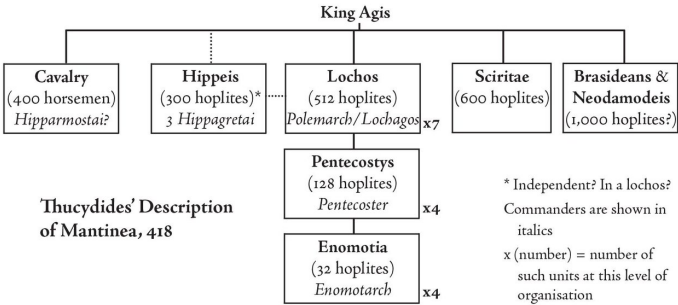 King Agis
Cavalry
(400 horsemen)
Hipparmostai?
Hippeis
(300 hoplites)*
3 Hippagretai
Lochos
(512 hoplites)
Polemarch/Lochagos
x7
Sciritae
(600 hoplites)
Brasideans &
Neodamodeis
(1,000 hoplites?)
Pentecostys
(128 hoplites)
Pentecoster
x4
Enomotia
(32 hoplites)
Enomotarch
x4
Thucydides’ Description
of Mantinea, 418
* Independent? In a lochos?
Commanders are shown in
italics
x (number) = number of
such units at this level of
organisation